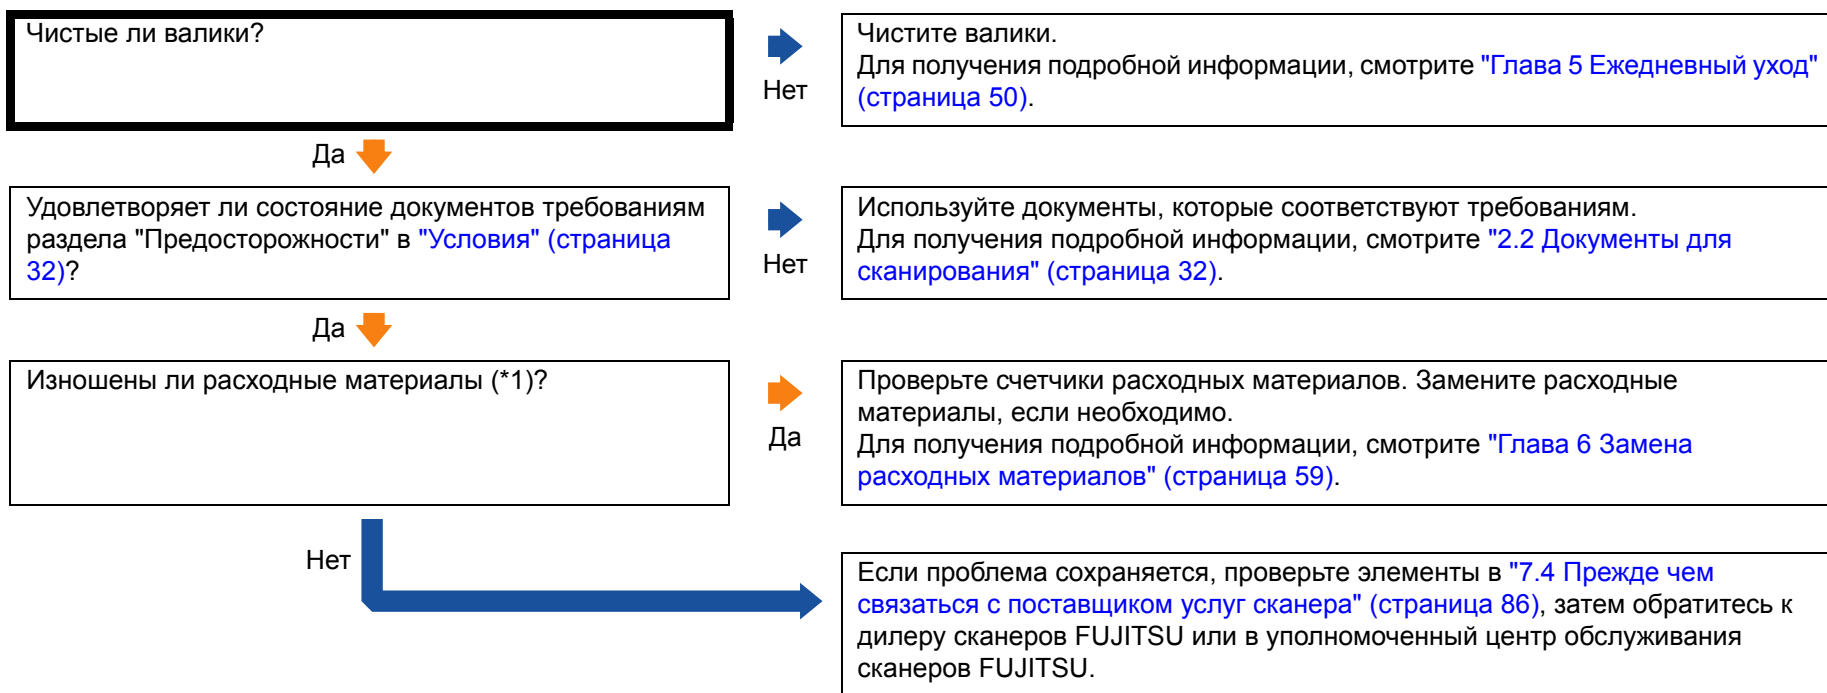 Чистые ли валики?
Нет
Чистите валики.
Для получения подробной информации, смотрите "Глава 5 Ежедневный уход"
(страница 50).
Да
Удовлетворяет ли состояние документов требованиям
раздела "Предосторожности" в "Условия" (страница
32)?
Нет
Используйте документы, которые соответствуют требованиям.
Для получения подробной информации, смотрите "2.2 Документы для
сканирования" (страница 32).
Да
Изношены ли расходные материалы (*1)?
Да
Проверьте счетчики расходных материалов. Замените расходные
материалы, если необходимо.
Для получения подробной информации, смотрите "Глава 6 Замена
расходных материалов" (страница 59).
Нет
Если проблема сохраняется, проверьте элементы в "7.4 Прежде чем
связаться с поставщиком услуг сканера" (страница 86), затем обратитесь к
дилеру сканеров FUJITSU или в уполномоченный центр обслуживания
сканеров FUJITSU.